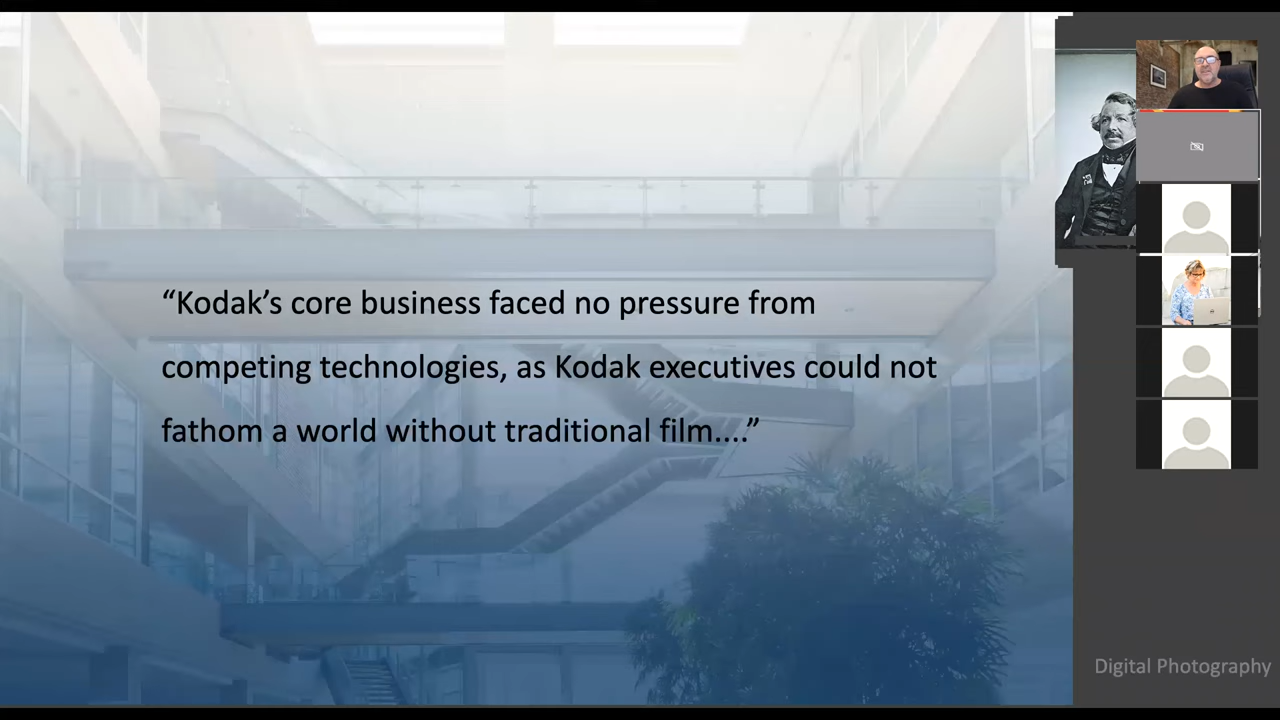 “Kodak’s core business faced no pressure from
competing technologies, as Kodak executives could not
fathom a world without traditional film....”
Digital Photography